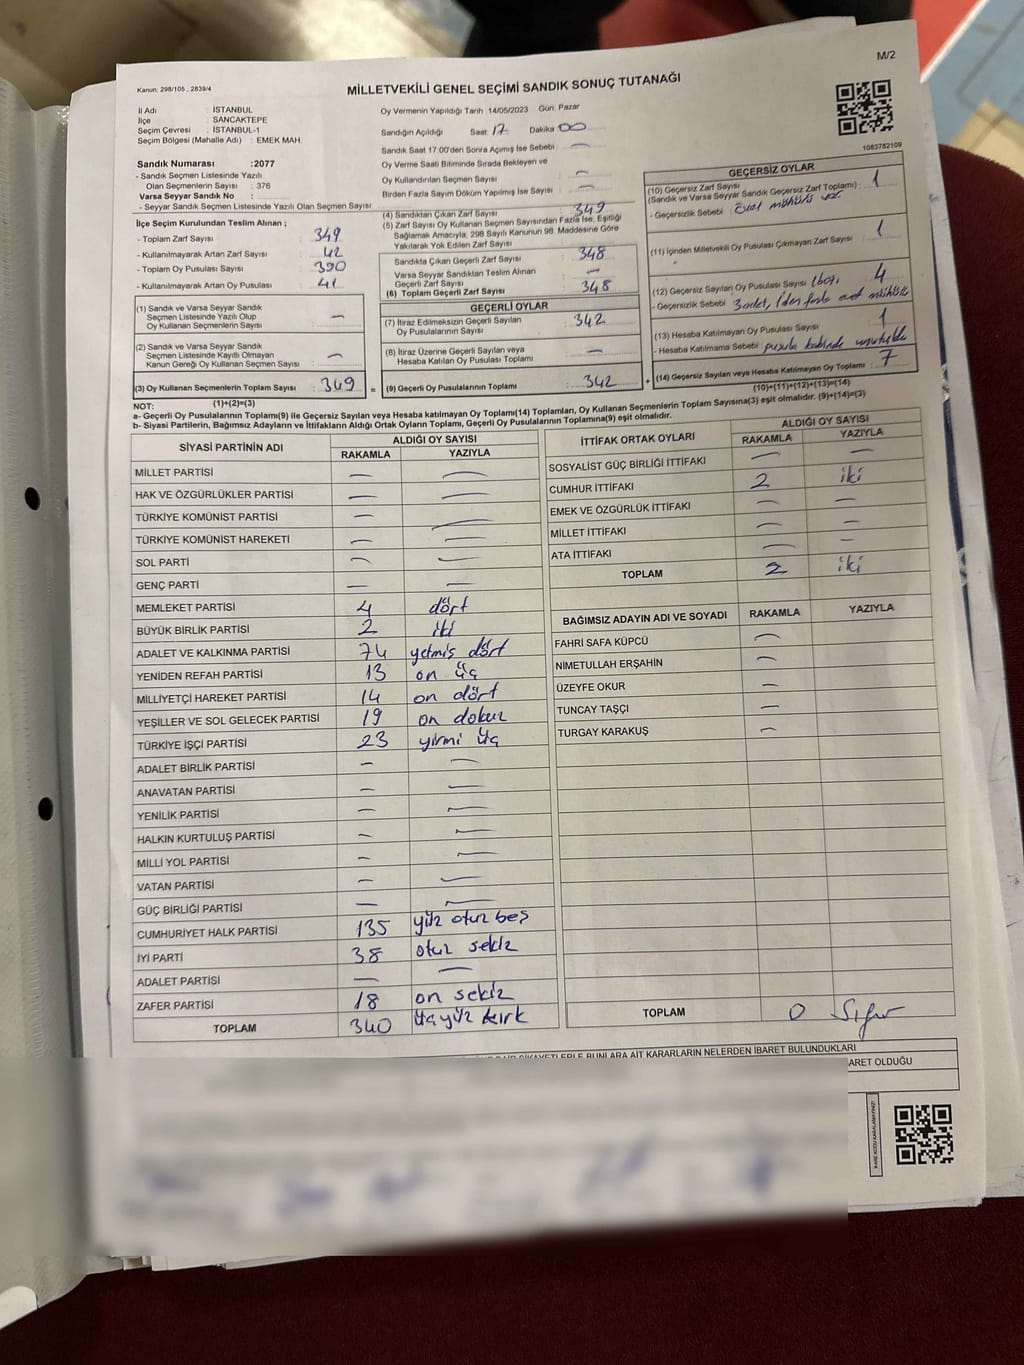 M/2
Kanun, 298/105 , 2839/4
MİLLETVEKİLİ GENEL SEÇİMİ SANDIK SONUÇ TUTANAĞI
İl Adı : İSTANBUL
İlçe SANCAKTEPE
Seçim Çevresi : İSTANBUL-1
Seçim Bölgesi (Mahalle Adı) : EMEK MAH.
Sandık Numarası :2077
- Sandık Seçmen Listesinde Yazılı
Olan Seçmenlerin Sayısı : 376
Varsa Seyyar Sandık No :
- Seyyar Sandık Seçmen Listesinde Yazılı Olan Seçmen Sayısı:
Oy Vermenin Yapıldığı Tarih :14/05/2023 Gün: Pazar
Sandığın Açıldığı Saat 17 Dakika 00
Sandık Saat 17.00'den Sonra Açımış İse Sebebi : —
Oy Verme Saati Bitiminde Sırada Bekleyen ve
Oy Kullandırılan Seçmen Sayısı —
Birden Fazla Sayım Döküm Yapılmış İse Sayısı : —
1083782109
İlçe Seçim Kurulundan Teslim Alınan ;
- Toplam Zarf Sayısı : 349
- Kullanılmayarak Artan Zarf Sayısı : 42
- Toplam Oy Pusulası Sayısı : 390
- Kullanılmayarak Artan Oy Pusulası : 41
(4) Sandıktan Çıkan Zarf Sayısı 349
(5) Zarf Sayısı Oy Kullanan Seçmen Sayısından Fazla İse, Eşitliği
Sağlamak Amacıyla, 298 Sayılı Kanunun 98. Maddesine Göre
Yakılarak Yok Edilen Zarf Sayısı :
Sandıkta Çıkan Geçerli Zarf Sayısı : 348
Varsa Seyyar Sandıktan Teslim Alınan
Geçerli Zarf Sayısı : —
(6) Toplam Geçerli Zarf Sayısı : 348
GEÇERSİZ OYLAR
(10) Geçersiz Zarf Sayısı 1
(Sandık ve Varsa Seyyar Sandık Geçersiz Zarf Toplamı) :
- Geçersizlik Sebebi :
(11) İçinden Milletvekili Oy Pusulası Çıkmayan Zarf Sayısı : 1
(12) Geçersiz Sayılan Oy Pusulası Sayısı 4
- Geçersizlik Sebebi
(13) Hesaba Katılmayan Oy Pusulası Sayısı 1
- Hesaba Katılmama Sebebi : pusula kabinde unutuldu
(14) Geçersiz Sayılan veya Hesaba Katılmayan Oy Toplamı : 7
(10)+(11)+(12)+(13)=(14)
(1) Sandık ve Varsa Seyyar Sandık
Seçmen Listesinde Yazılı Olup
Oy Kullanan Seçmenlerin Sayısı : —
(2) Sandık ve Varsa Seyyar Sandık
Seçmen Listesinde Kayıtlı Olmayan
Kanun Gereği Oy Kullanan Seçmen Sayısı : —
(3) Oy Kullanan Seçmenlerin Toplam Sayısı : 349 =
(1)+(2)=(3)
GEÇERLİ OYLAR
(7) İtiraz Edilmeksizin Geçerli Sayılan
Oy Pusulalarının Sayısı : 342
(8) İtiraz Üzerine Geçerli Sayılan veya
Hesaba Katılan Oy Pusulası Toplamı : —
(9) Geçerli Oy Pusulalarının Toplamı : 342 +
NOT:
a- Geçerli Oy Pusulalarının Toplamı(9) ile Geçersiz Sayılan veya Hesaba katılmayan Oy Toplamı(14) Toplamları, Oy Kullanan Seçmenlerin Toplam Sayısına(3) eşit olmalıdır. (9)+(14)=(3)
b- Siyasi Partilerin, Bağımsız Adayların ve İttifakların Aldığı Ortak Oyların Toplamı, Geçerli Oy Pusulalarının Toplamına(9) eşit olmalıdır.
SİYASİ PARTİNİN ADI ALDIĞI OY SAYISI
RAKAMLA YAZIYLA
MİLLET PARTİSİ — —
HAK VE ÖZGÜRLÜKLER PARTİSİ — —
TÜRKİYE KOMÜNİST PARTİSİ — —
TÜRKİYE KOMÜNİST HAREKETİ — —
SOL PARTİ — —
GENÇ PARTİ — —
MEMLEKET PARTİSİ 4 dört
BÜYÜK BİRLİK PARTİSİ 2 iki
ADALET VE KALKINMA PARTİSİ 74 yetmiş dört
YENİDEN REFAH PARTİSİ 13 on üç
MİLLİYETÇİ HAREKET PARTİSİ 14 on dört
YEŞİLLER VE SOL GELECEK PARTİSİ 19 on dokuz
TÜRKİYE İŞÇİ PARTİSİ 23 yirmi üç
ADALET BİRLİK PARTİSİ — —
ANAVATAN PARTİSİ — —
YENİLİK PARTİSİ — —
HALKIN KURTULUŞ PARTİSİ — —
MİLLİ YOL PARTİSİ — —
VATAN PARTİSİ — —
GÜÇ BİRLİĞİ PARTİSİ — —
CUMHURİYET HALK PARTİSİ 135 yüz otuz beş
İYİ PARTİ 38 otuz sekiz
ADALET PARTİSİ — —
ZAFER PARTİSİ 18 on sekiz
TOPLAM 340 üçyüz kırk
İTTİFAK ORTAK OYLARI ALDIĞI OY SAYISI
RAKAMLA YAZIYLA
SOSYALİST GÜÇ BİRLİĞİ İTTİFAKI — —
CUMHUR İTTİFAKI 2 iki
EMEK VE ÖZGÜRLÜK İTTİFAKI — —
MİLLET İTTİFAKI — —
ATA İTTİFAKI — —
TOPLAM 2 iki
BAĞIMSIZ ADAYIN ADI VE SOYADI RAKAMLA YAZIYLA
FAHRİ SAFA KÜPCÜ —
NİMETULLAH ERŞAHİN —
ÜZEYFE OKUR —
TUNCAY TAŞÇI —
TURGAY KARAKUŞ —
TOPLAM 0 Sıfır
BUNLARA AİT KARARLARIN NELERDEN İBARET BULUNDUKLARI
OLDUĞU